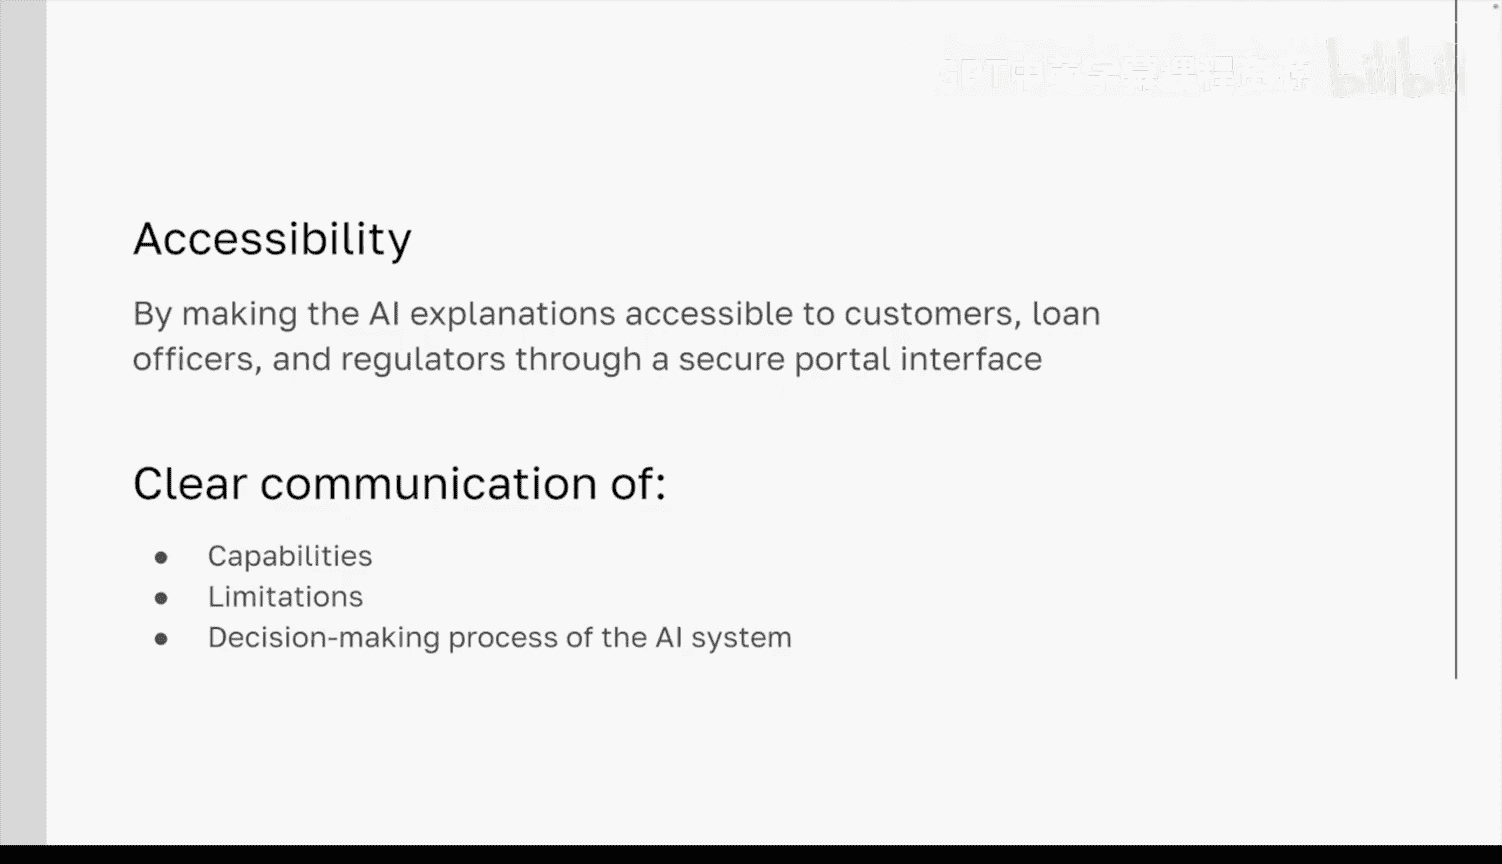 Accessibility
By making the AI explanations accessible to customers, loan
officers, and regulators through a secure portal interface
Clear communication of:
● Capabilities
● Limitations
● Decision-making process of the AI system
bilibili